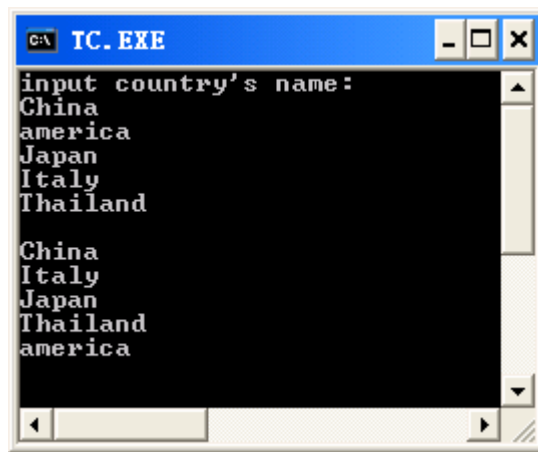 C:\ TC.EXE
input country's name:
China
america
Japan
Italy
Thailand
China
Italy
Japan
Thailand
america